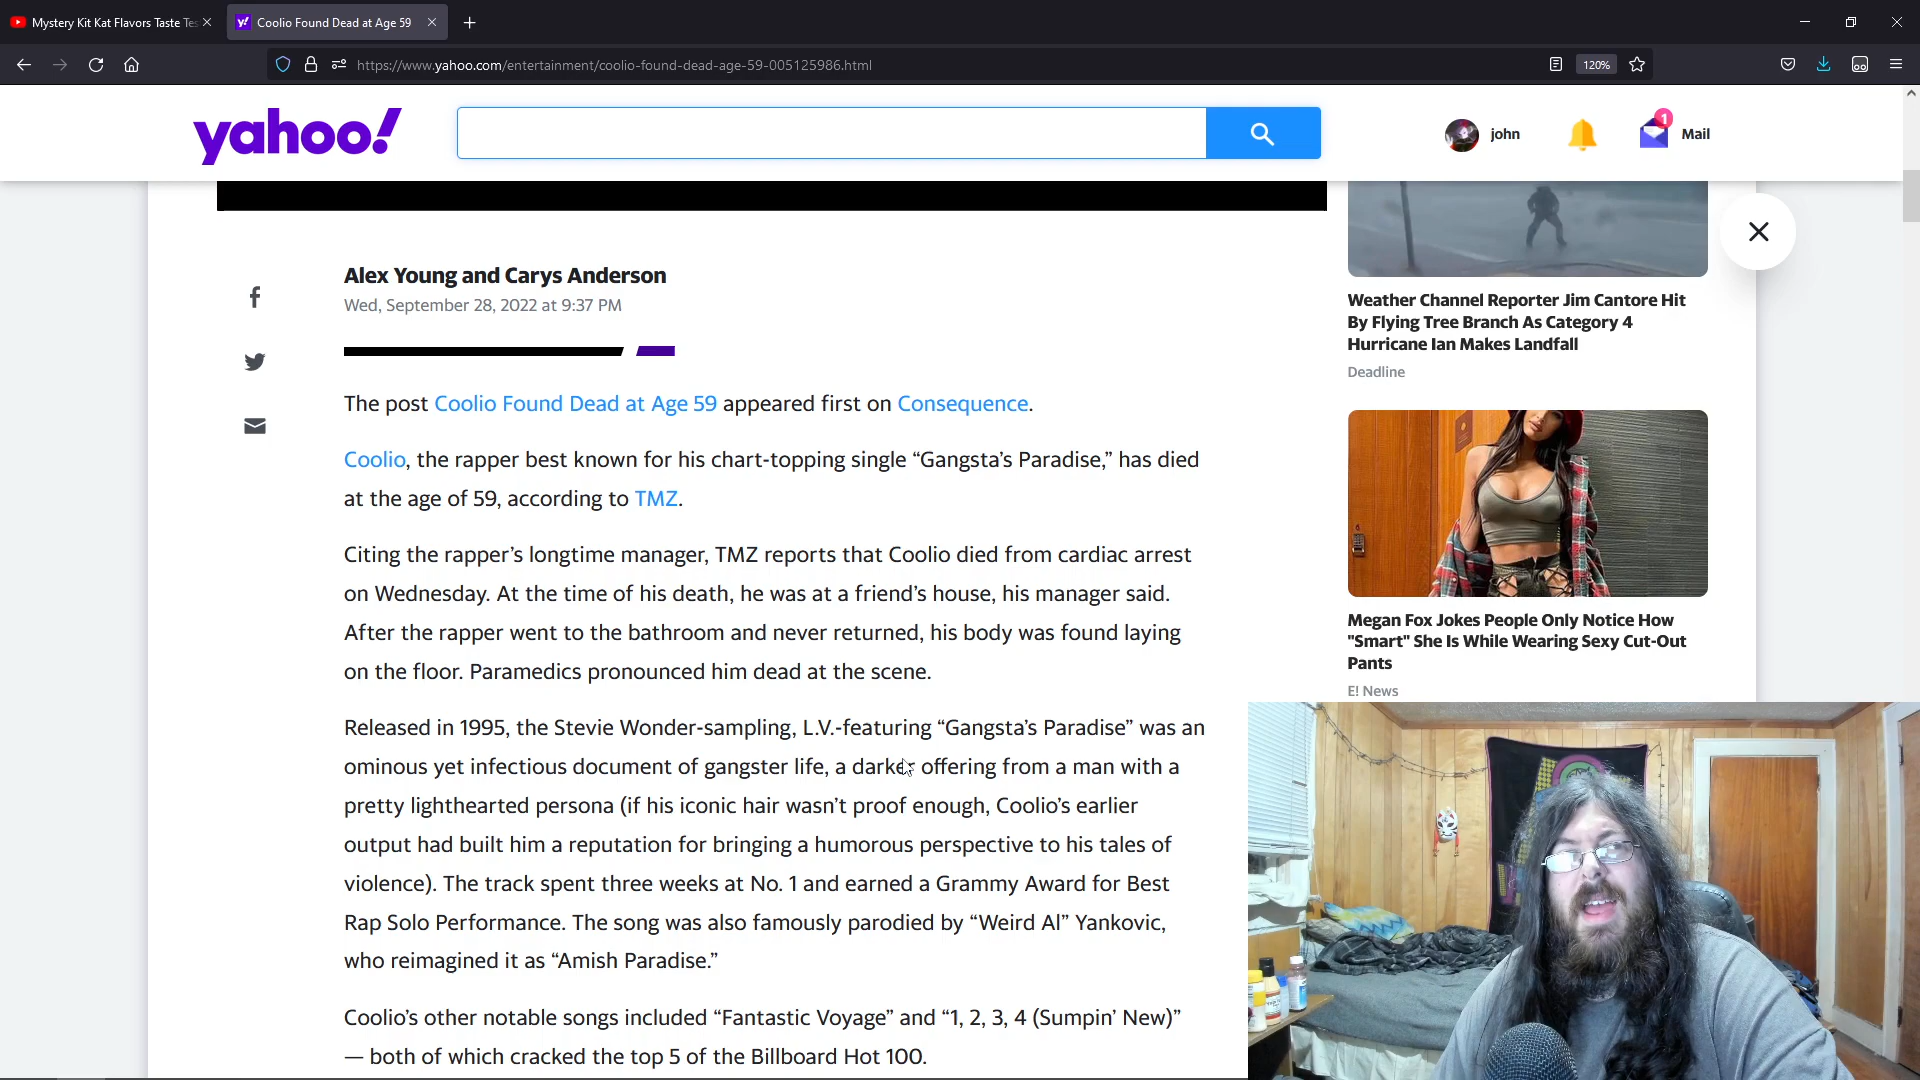 Mystery Kit Kat Flavors Taste Tes
Coolio Found Dead at Age 59
https://www.yahoo.com/entertainment/coolio-found-dead-age-59-005125986.html
120%
yahoo!
john
1
Mail
Alex Young and Carys Anderson
Wed, September 28, 2022 at 9:37 PM
The post Coolio Found Dead at Age 59 appeared first on Consequence.
Coolio, the rapper best known for his chart-topping single “Gangsta’s Paradise,” has died
at the age of 59, according to TMZ.
Citing the rapper’s longtime manager, TMZ reports that Coolio died from cardiac arrest
on Wednesday. At the time of his death, he was at a friend’s house, his manager said.
After the rapper went to the bathroom and never returned, his body was found laying
on the floor. Paramedics pronounced him dead at the scene.
Released in 1995, the Stevie Wonder-sampling, L.V.-featuring “Gangsta’s Paradise” was an
ominous yet infectious document of gangster life, a darker offering from a man with a
pretty lighthearted persona (if his iconic hair wasn’t proof enough, Coolio’s earlier
output had built him a reputation for bringing a humorous perspective to his tales of
violence). The track spent three weeks at No. 1 and earned a Grammy Award for Best
Rap Solo Performance. The song was also famously parodied by “Weird Al” Yankovic,
who reimagined it as “Amish Paradise.”
Coolio’s other notable songs included “Fantastic Voyage” and “1, 2, 3, 4 (Sumpin’ New)”
— both of which cracked the top 5 of the Billboard Hot 100.
Weather Channel Reporter Jim Cantore Hit
By Flying Tree Branch As Category 4
Hurricane Ian Makes Landfall
Deadline
Megan Fox Jokes People Only Notice How
"Smart" She Is While Wearing Sexy Cut-Out
Pants
E! News